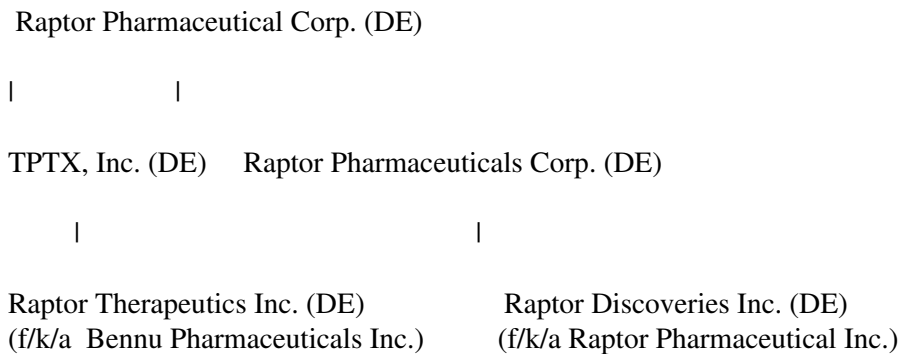 Raptor Pharmaceutical Corp. (DE)
| |
TPTX, Inc. (DE) Raptor Pharmaceuticals Corp. (DE)
| |
Raptor Therapeutics Inc. (DE) Raptor Discoveries Inc. (DE)
(f/k/a Bennu Pharmaceuticals Inc.) (f/k/a Raptor Pharmaceutical Inc.)